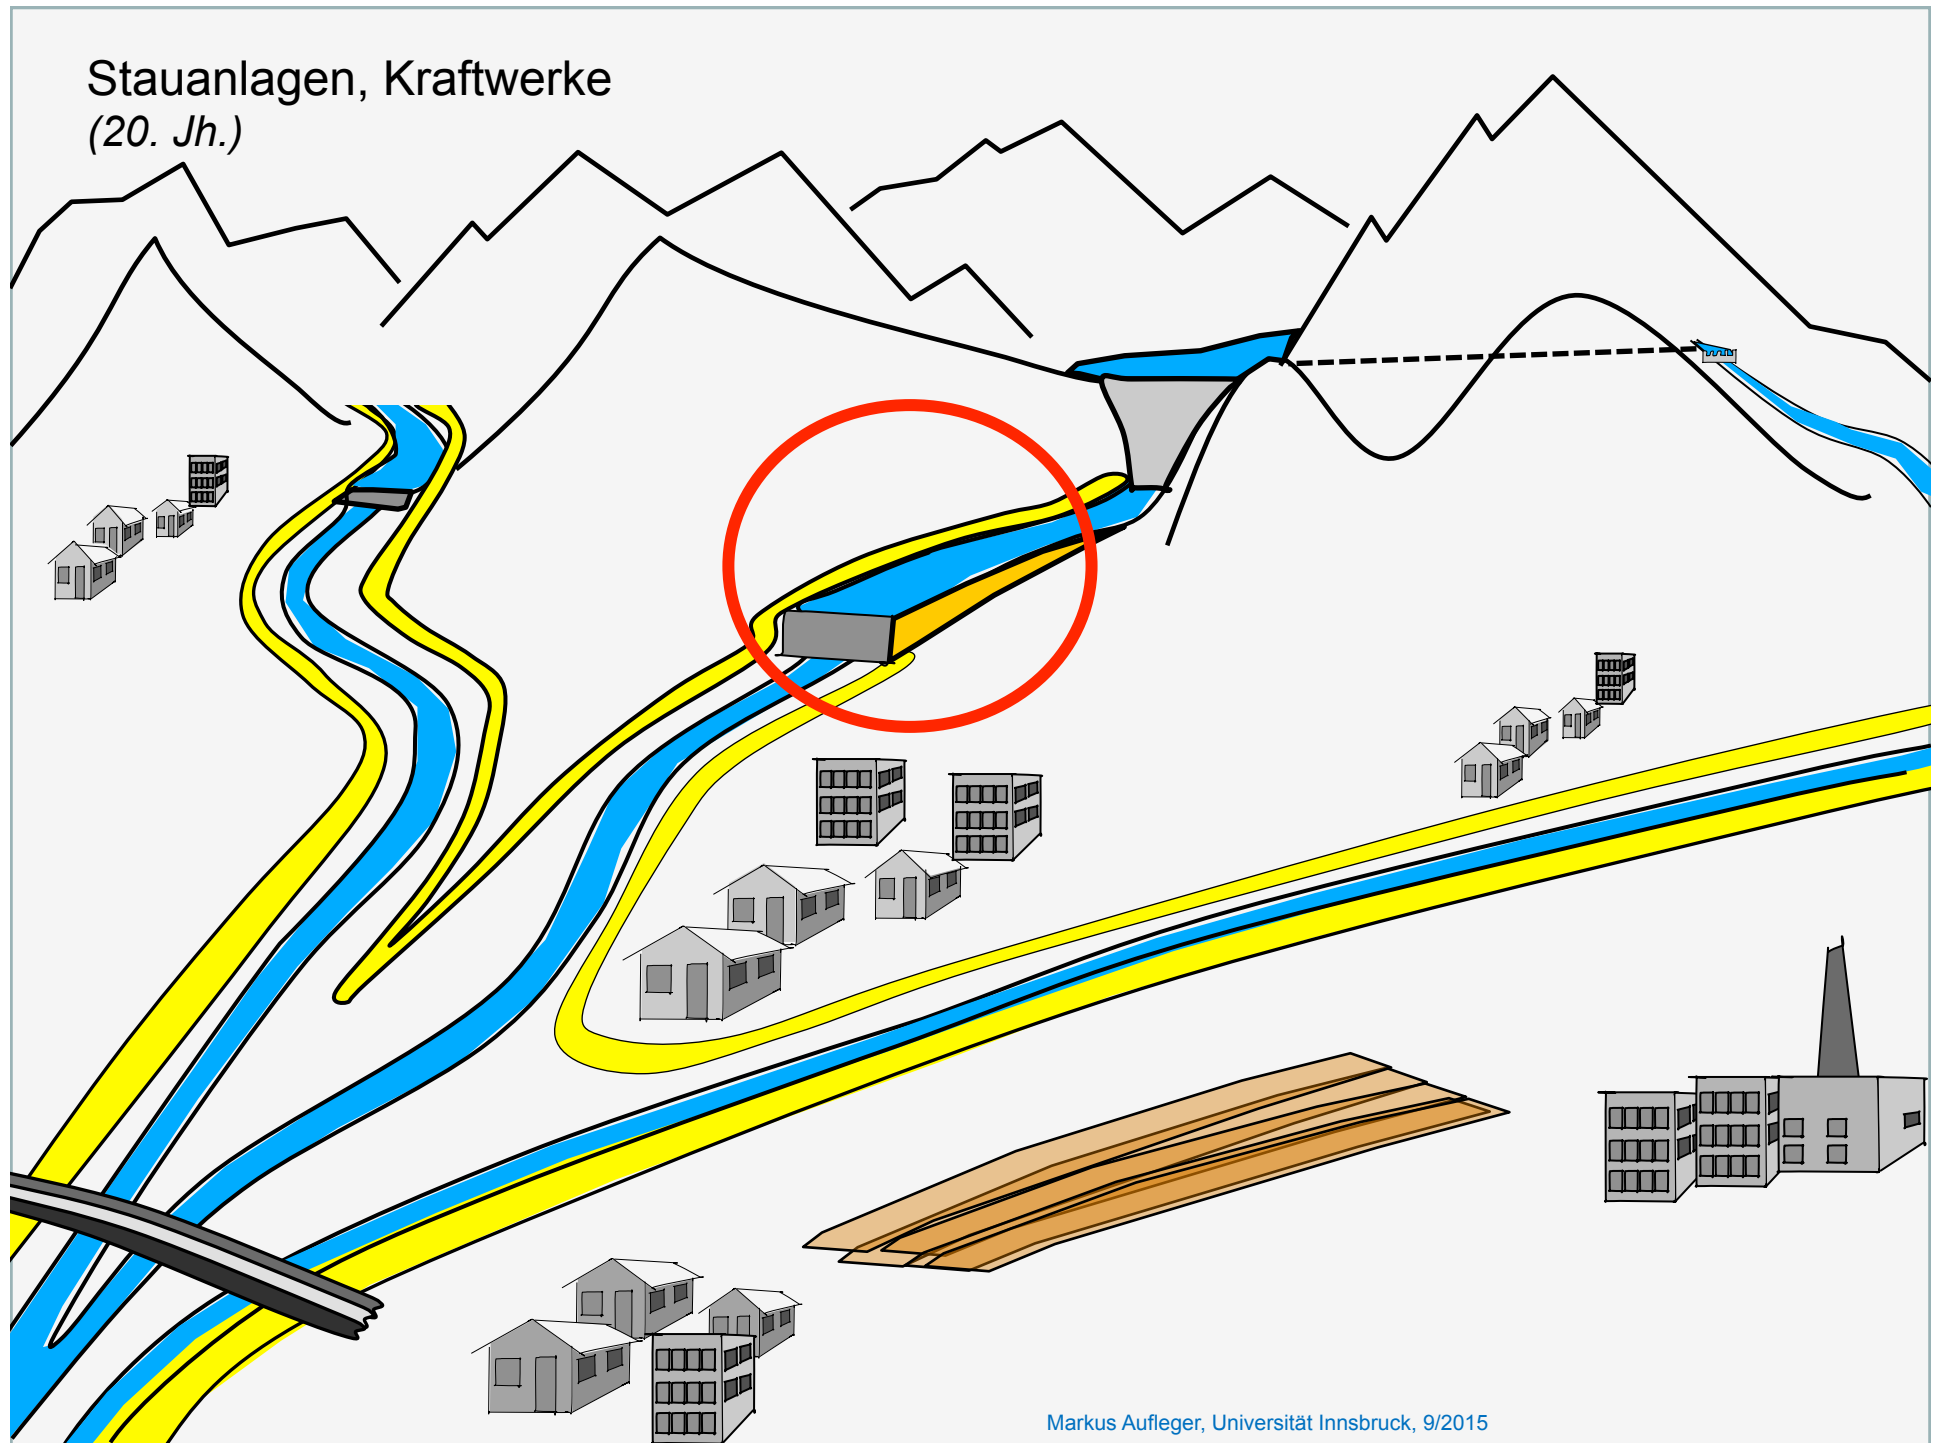 Stauanlagen, Kraftwerke
(20. Jh.)
Markus Aufleger, Universität Innsbruck, 9/2015